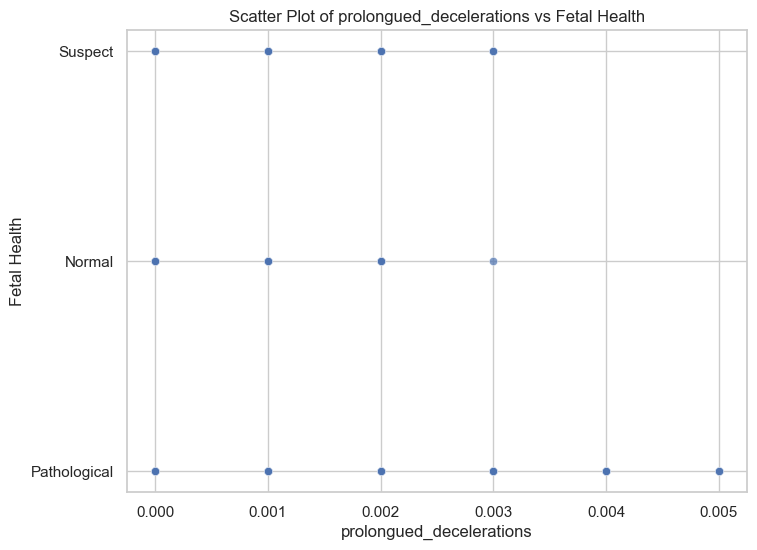 Scatter Plot of prolongued_decelerations vs Fetal Health
Suspect
Normal
Pathological
Fetal Health
0.000 0.001 0.002 0.003 0.004 0.005
prolongued_decelerations